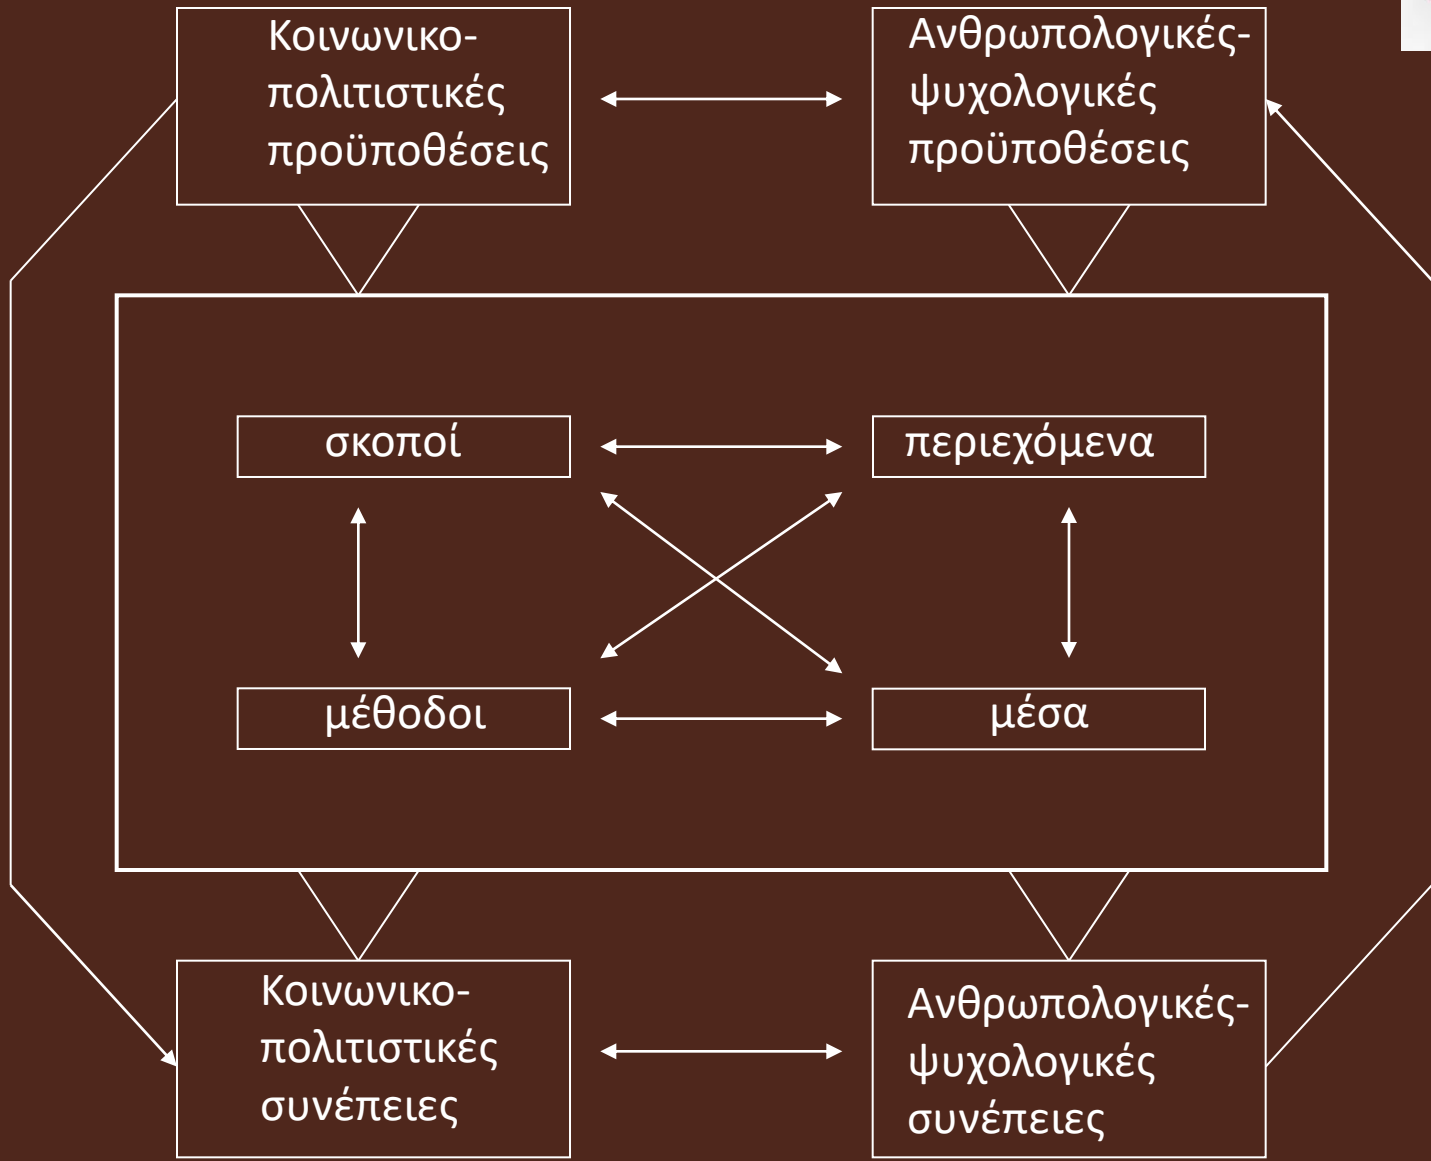 Κοινωνικο-
πολιτιστικές
προϋποθέσεις
Ανθρωπολογικές-
ψυχολογικές
προϋποθέσεις
σκοποί
περιεχόμενα
μέθοδοι
μέσα
Κοινωνικο-
πολιτιστικές
συνέπειες
Ανθρωπολογικές-
ψυχολογικές
συνέπειες